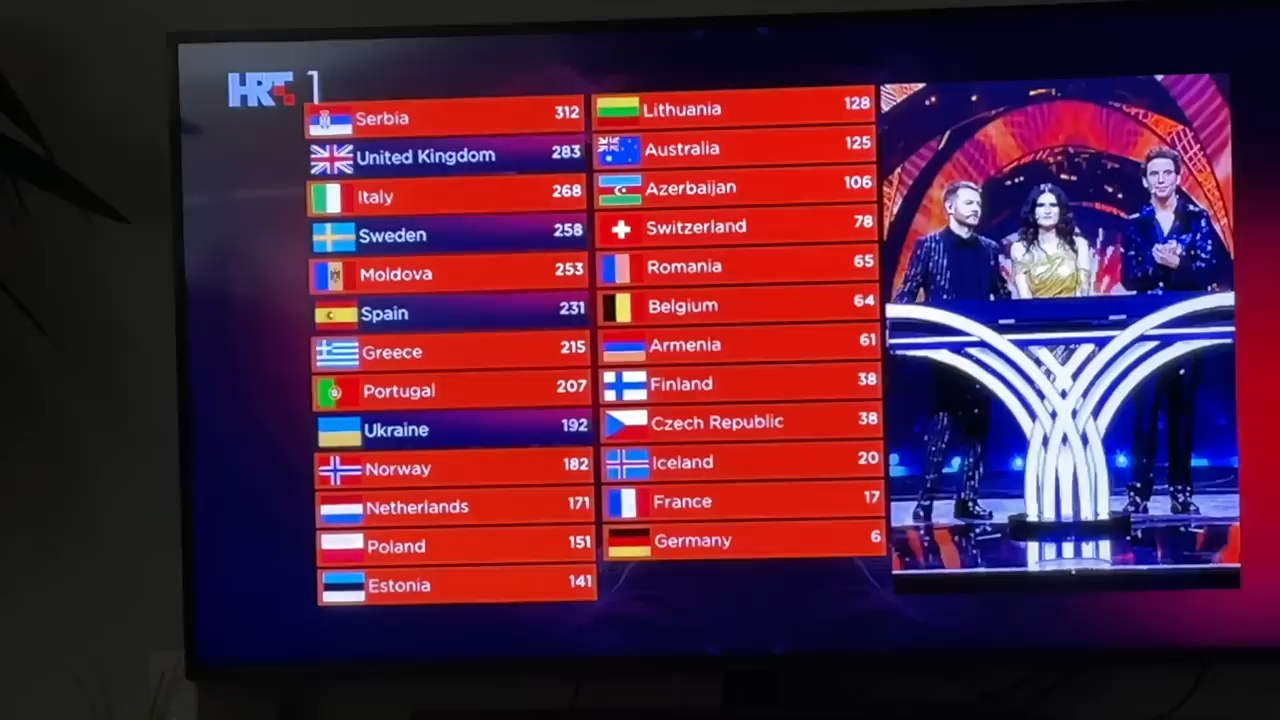 HRT 1
Serbia 312
United Kingdom 283
Italy 268
Sweden 258
Moldova 253
Spain 231
Greece 215
Portugal 207
Ukraine 192
Norway 182
Netherlands 171
Poland 151
Estonia 141
Lithuania 128
Australia 125
Azerbaijan 106
Switzerland 78
Romania 65
Belgium 64
Armenia 61
Finland 38
Czech Republic 38
Iceland 20
France 17
Germany 6